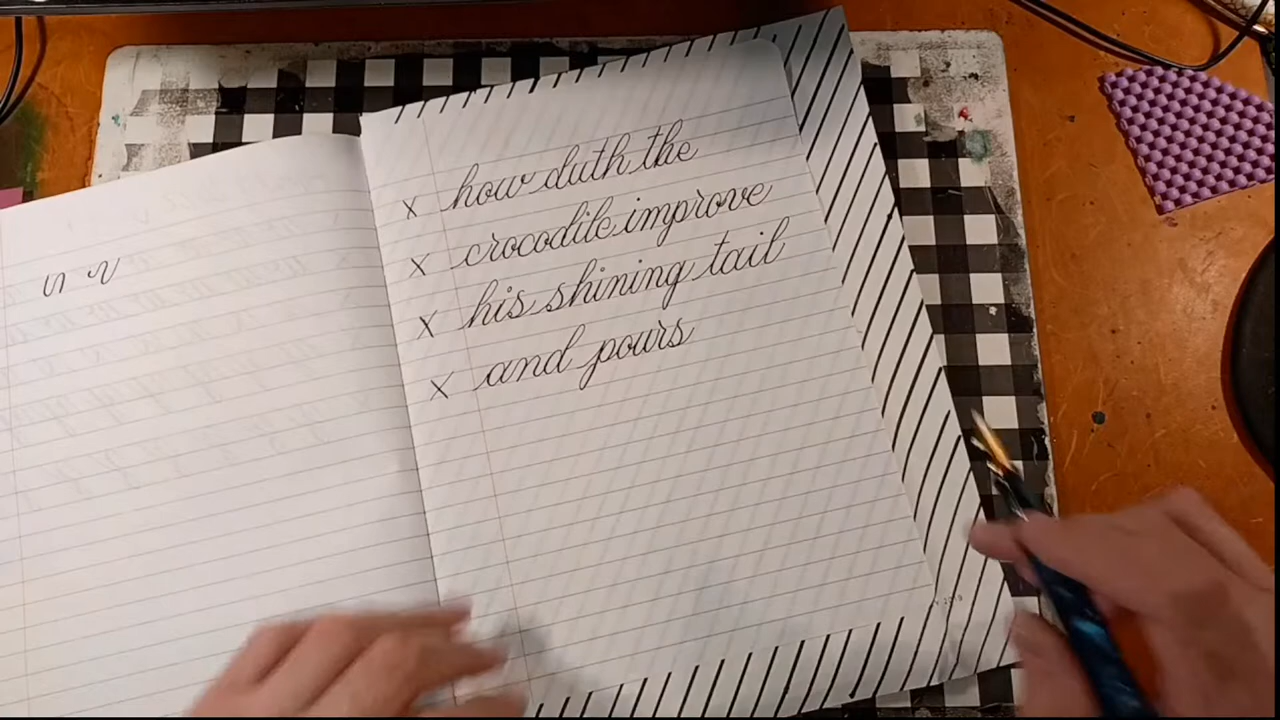 x how duth the
x crocodile improve
x his shining tail
x and pours